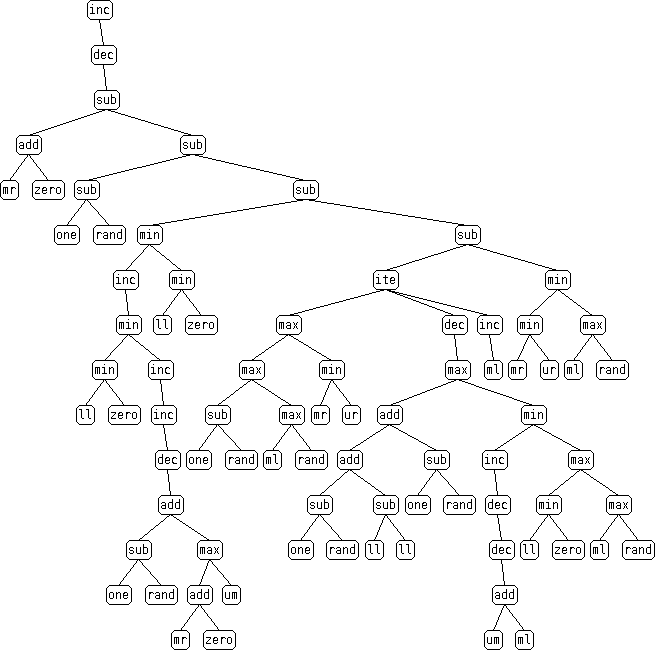 inc
dec
sub
add sub
mr zero sub sub
one rand min sub
inc min ite min
min ll zero max dec inc min max
min inc max min max ml mr ur ml rand
ll zero inc sub max mr ur add min
dec one rand ml rand add sub inc max
add sub sub one rand dec min max
sub max one rand ll ll dec ll zero ml rand
one rand add um add
mr zero um ml